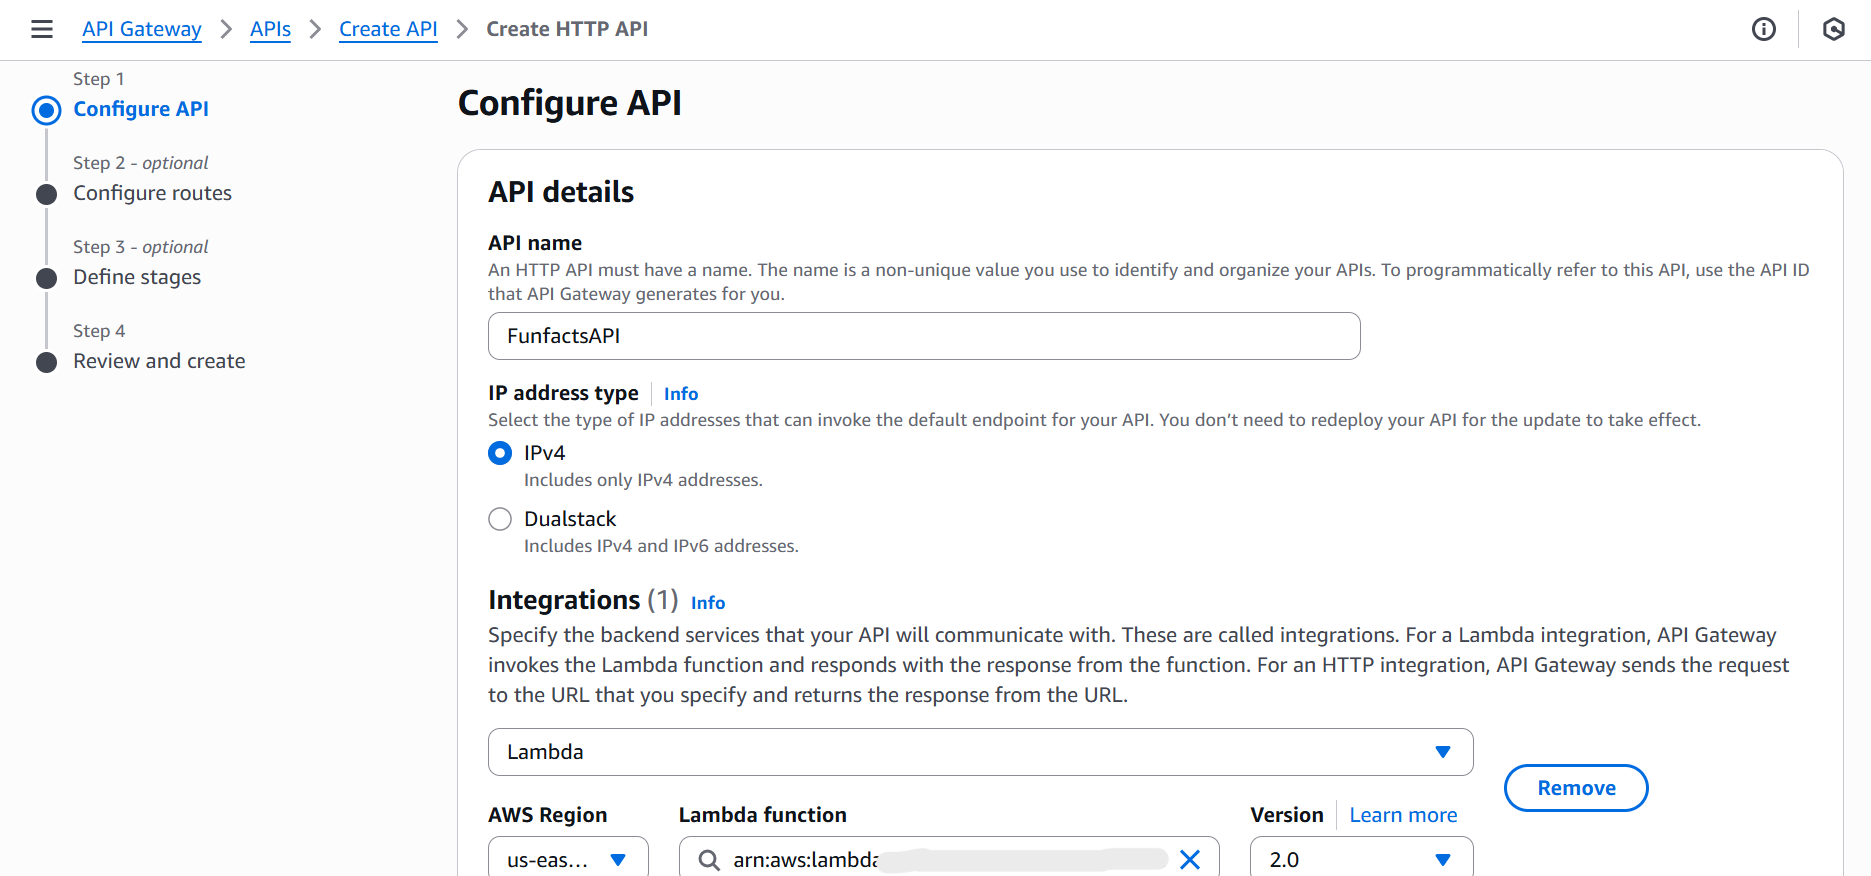 API Gateway > APIs > Create API > Create HTTP API
Step 1
Configure API
Step 2 - optional
Configure routes
Step 3 - optional
Define stages
Step 4
Review and create
Configure API
API details
API name
An HTTP API must have a name. The name is a non-unique value you use to identify and organize your APIs. To programmatically refer to this API, use the API ID
that API Gateway generates for you.
FunfactsAPI
IP address type Info
Select the type of IP addresses that can invoke the default endpoint for your API. You don’t need to redeploy your API for the update to take effect.
IPv4
Includes only IPv4 addresses.
Dualstack
Includes IPv4 and IPv6 addresses.
Integrations (1) Info
Specify the backend services that your API will communicate with. These are called integrations. For a Lambda integration, API Gateway
invokes the Lambda function and responds with the response from the function. For an HTTP integration, API Gateway sends the request
to the URL that you specify and returns the response from the URL.
Lambda
Remove
AWS Region Lambda function Version Learn more
us-eas... arn:aws:lambda 2.0